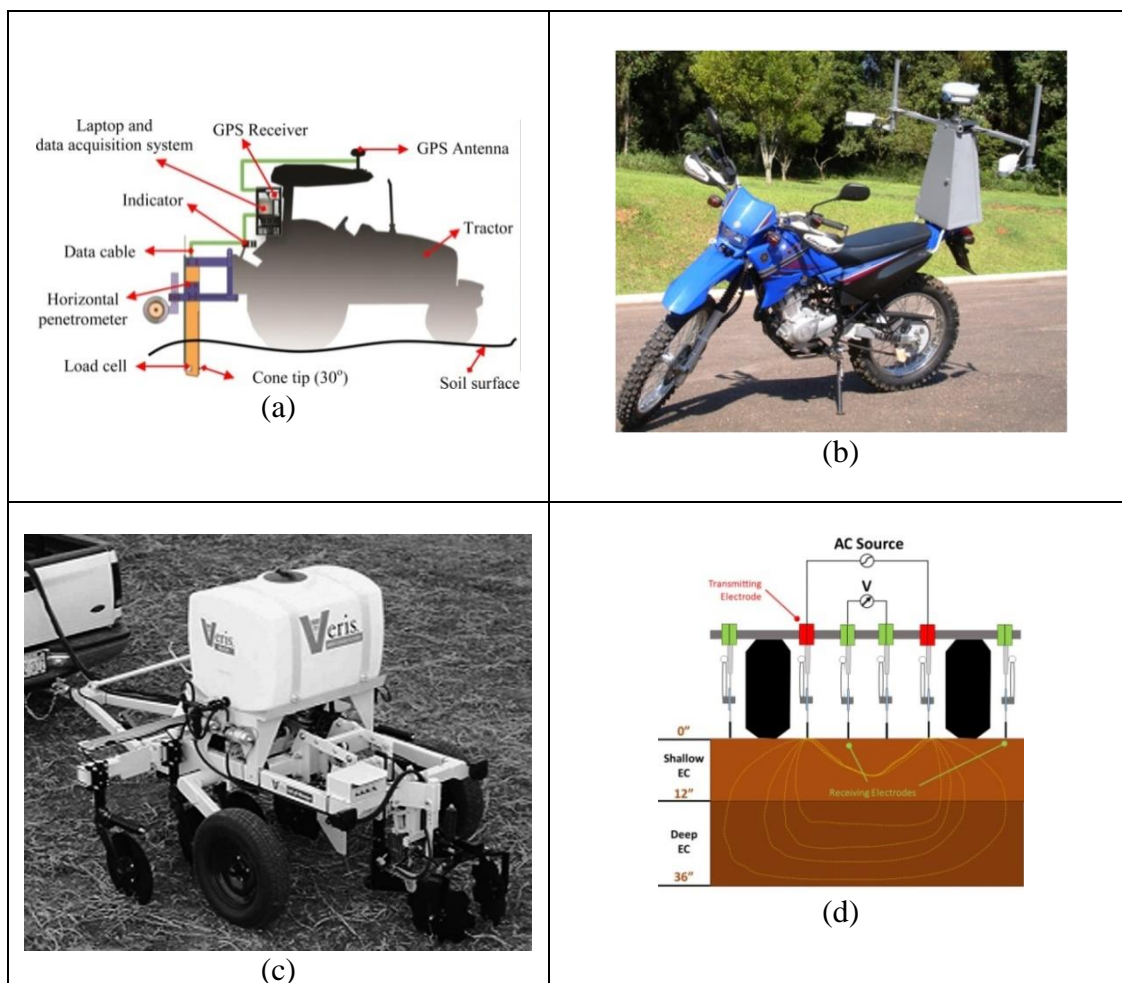 Laptop and
data acquisition system
GPS Receiver
GPS Antenna
Indicator
Tractor
Data cable
Horizontal
penetrometer
Load cell
Cone tip (30°)
Soil surface
(a)
(b)
Veris
Veris
(c)
AC Source
Transmitting
Electrode
V
0"
Shallow
EC
12"
Receiving Electrodes
Deep
EC
36"
(d)